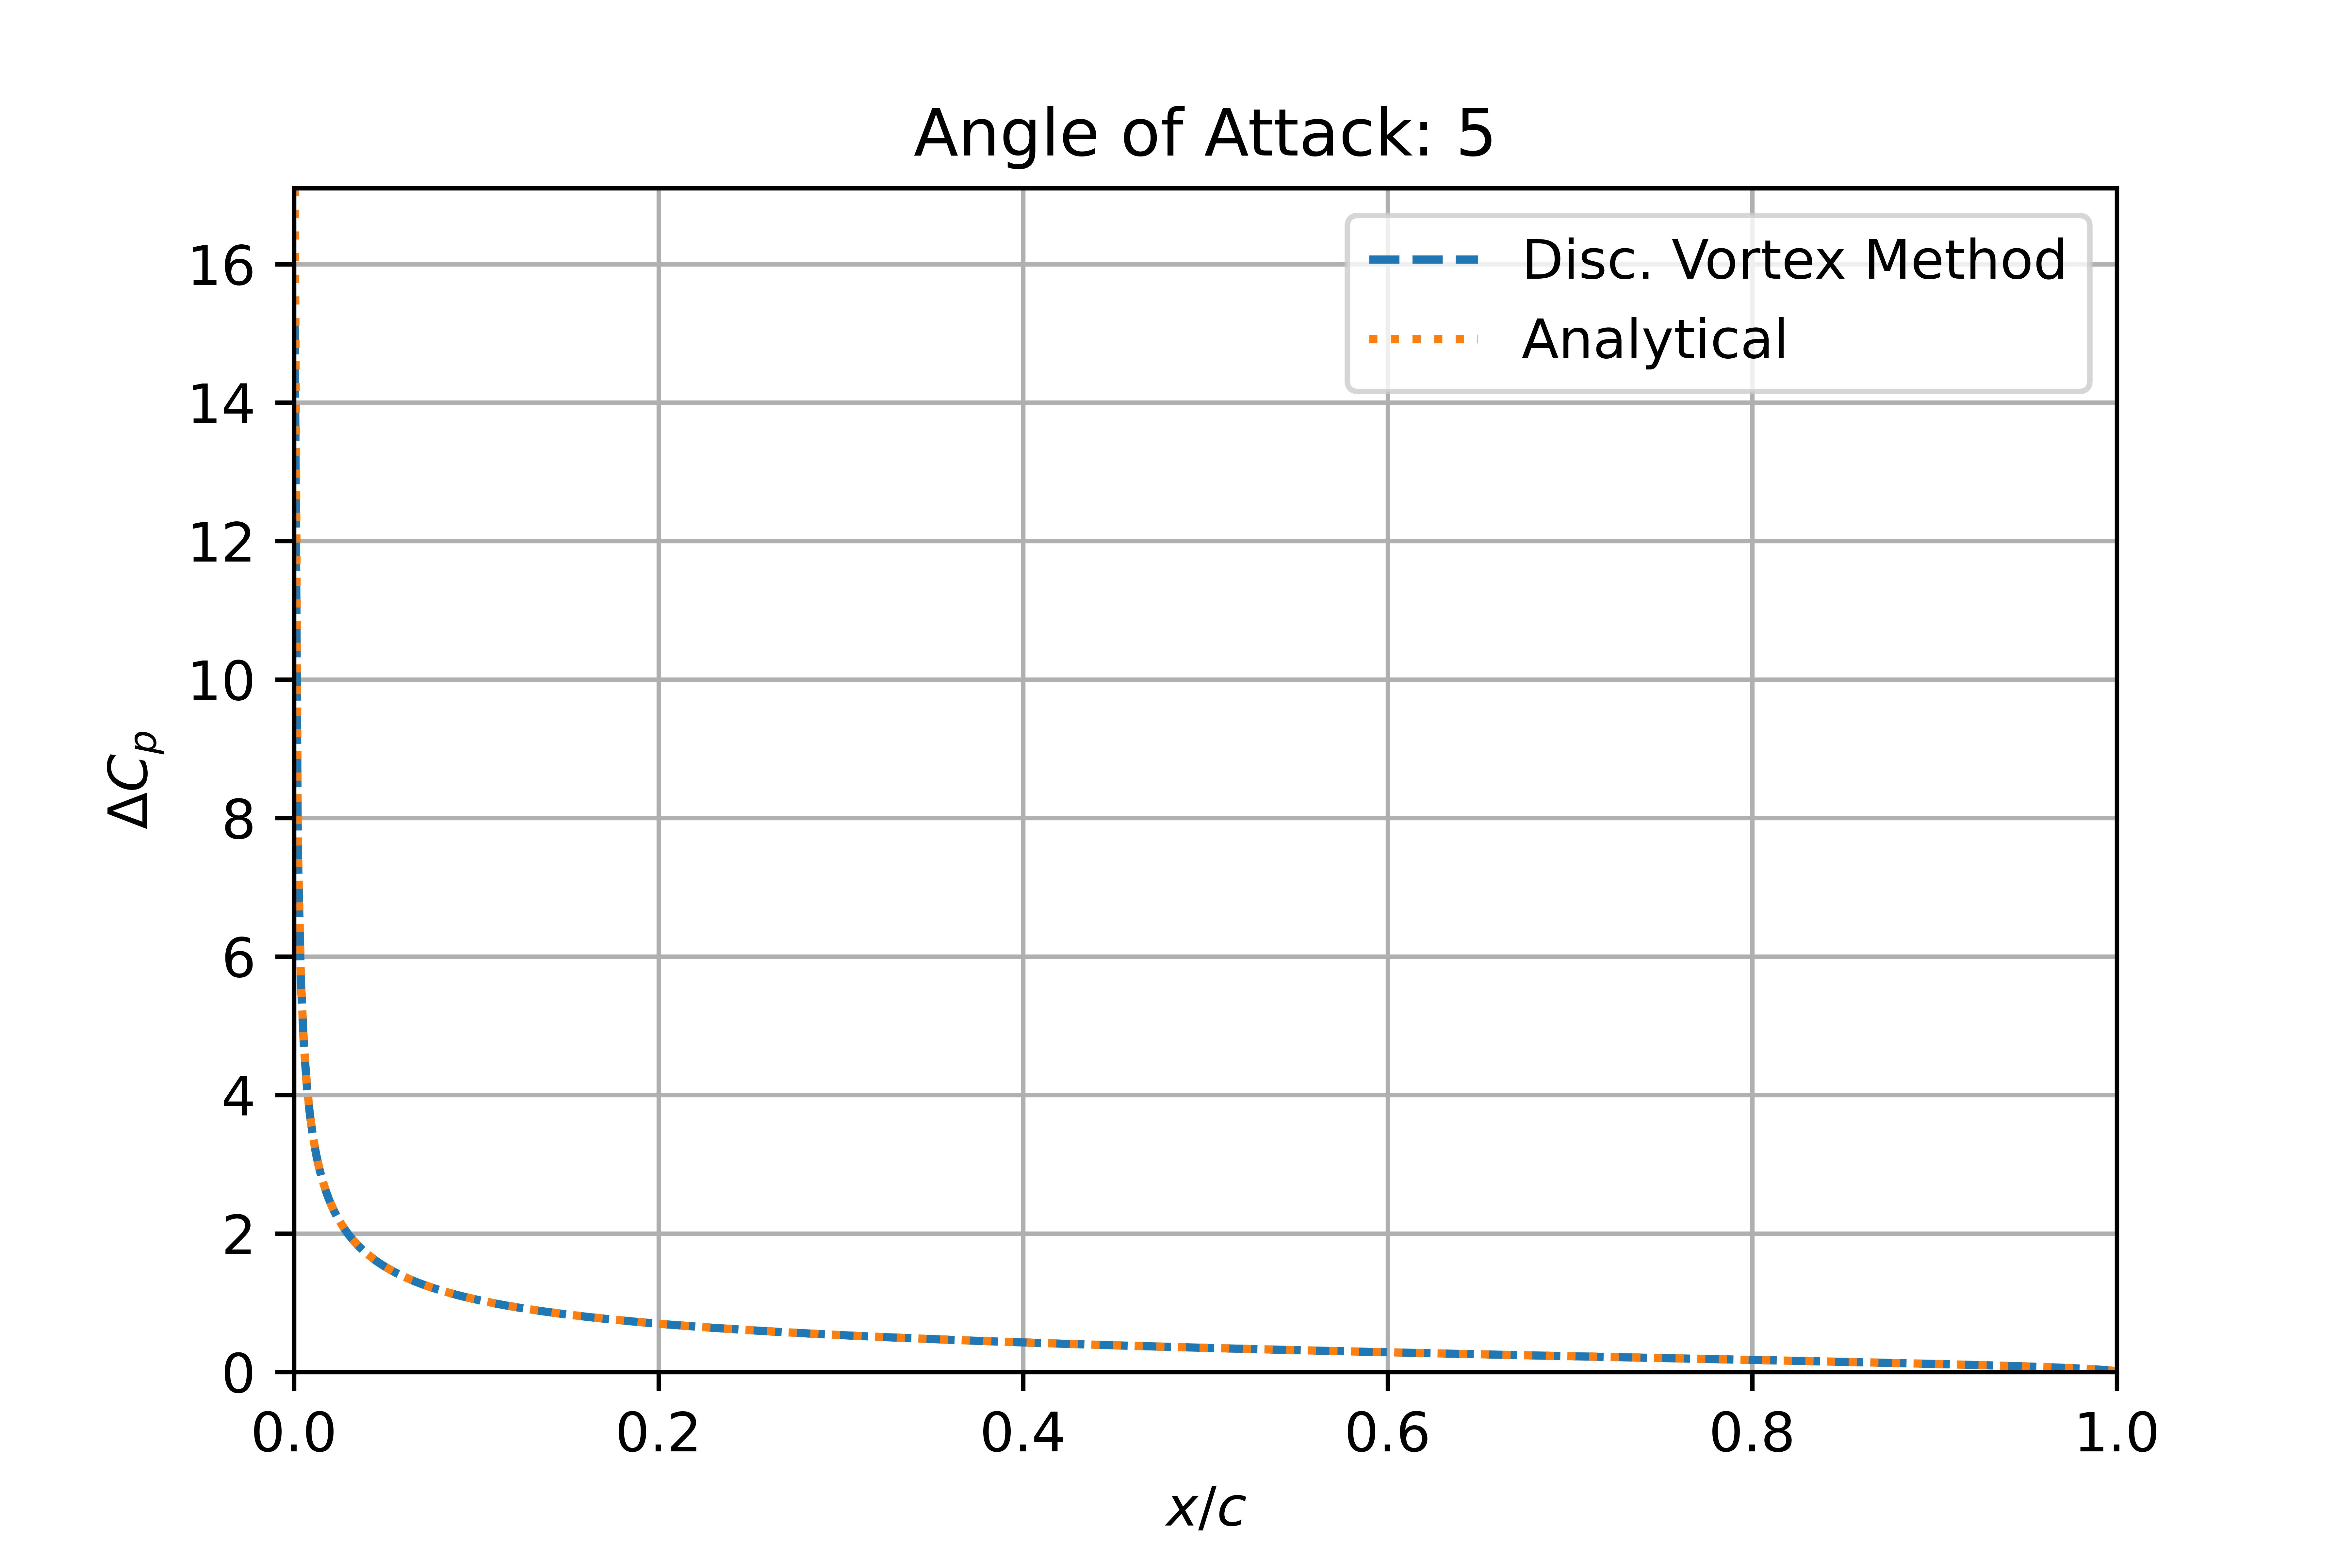 Angle of Attack: 5
Disc. Vortex Method
Analytical
16
14
12
10
8
6
4
2
0
ΔCp
0.0 0.2 0.4 0.6 0.8 1.0
x/c